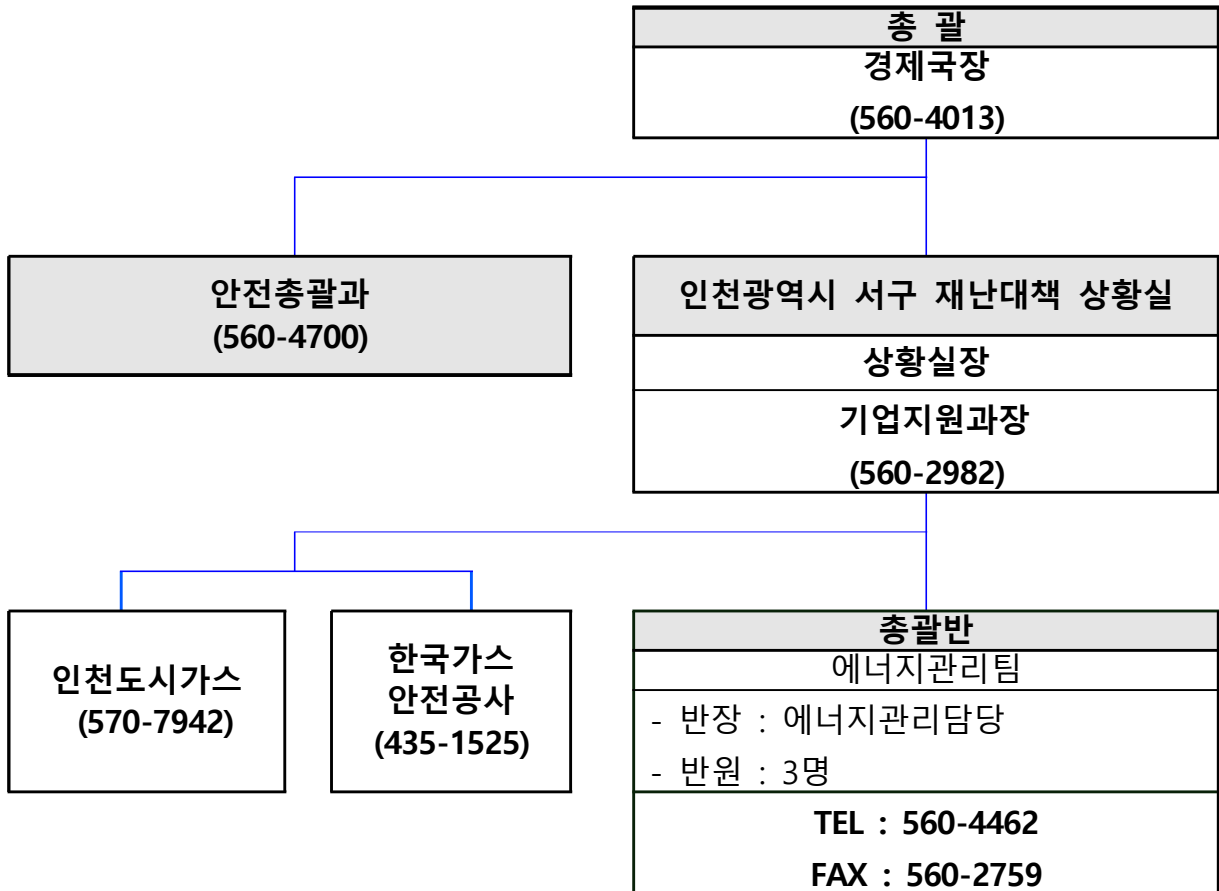 총 괄
경제국장
(560-4013)
안전총괄과
(560-4700)
인천광역시 서구 재난대책 상황실
상황실장
기업지원과장
(560-2982)
인천도시가스
(570-7942)
한국가스
안전공사
(435-1525)
총괄반
에너지관리팀
- 반장 : 에너지관리담당
- 반원 : 3명
TEL : 560-4462
FAX : 560-2759